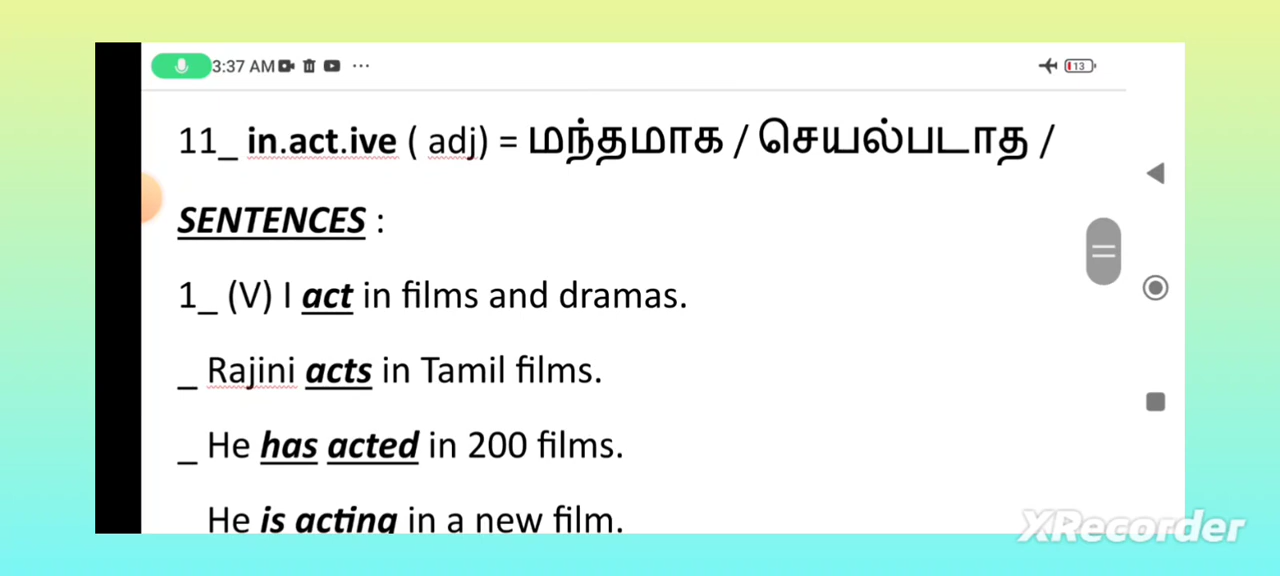 3:37 AM ... 13
11_ in.act.ive ( adj) = மந்தமாக / செயல்படாத /
SENTENCES :
1_ (V) I act in films and dramas.
_ Rajini acts in Tamil films.
_ He has acted in 200 films.
He is acting in a new film.
XRecorder